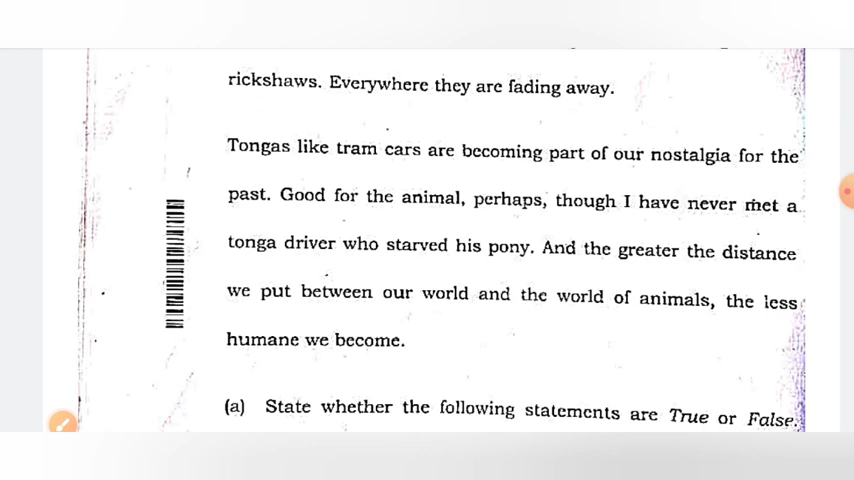 rickshaws. Everywhere they are fading away.
Tongas like tram cars are becoming part of our nostalgia for the
past. Good for the animal, perhaps, though I have never met a
tonga driver who starved his pony. And the greater the distance
we put between our world and the world of animals, the less
humane we become.
(a) State whether the following statements are True or False.